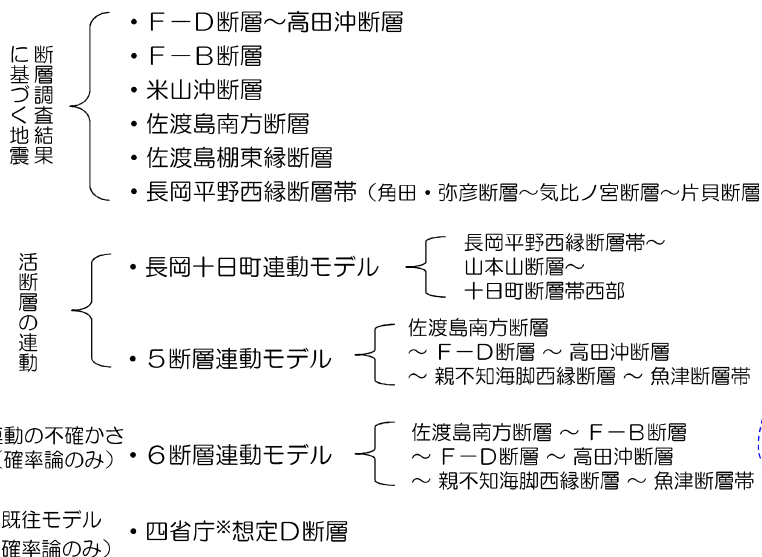 断層調査結果
に基づく地震
・F－D断層～高田沖断層
・F－B断層
・米山沖断層
・佐渡島南方断層
・佐渡島棚東縁断層
・長岡平野西縁断層帯（角田・弥彦断層～気比ノ宮断層～片貝断層
活断層の連動
・長岡十日町連動モデル
長岡平野西縁断層帯～
山本山断層～
十日町断層帯西部
・５断層連動モデル
佐渡島南方断層
～ F－D断層 ～ 高田沖断層
～ 親不知海脚西縁断層 ～ 魚津断層帯
連動の不確かさ
（確率論のみ）
・６断層連動モデル
佐渡島南方断層 ～ F－B断層
～ F－D断層 ～ 高田沖断層
～ 親不知海脚西縁断層 ～ 魚津断層帯
既往モデル
確率論のみ）
・四省庁※想定D断層